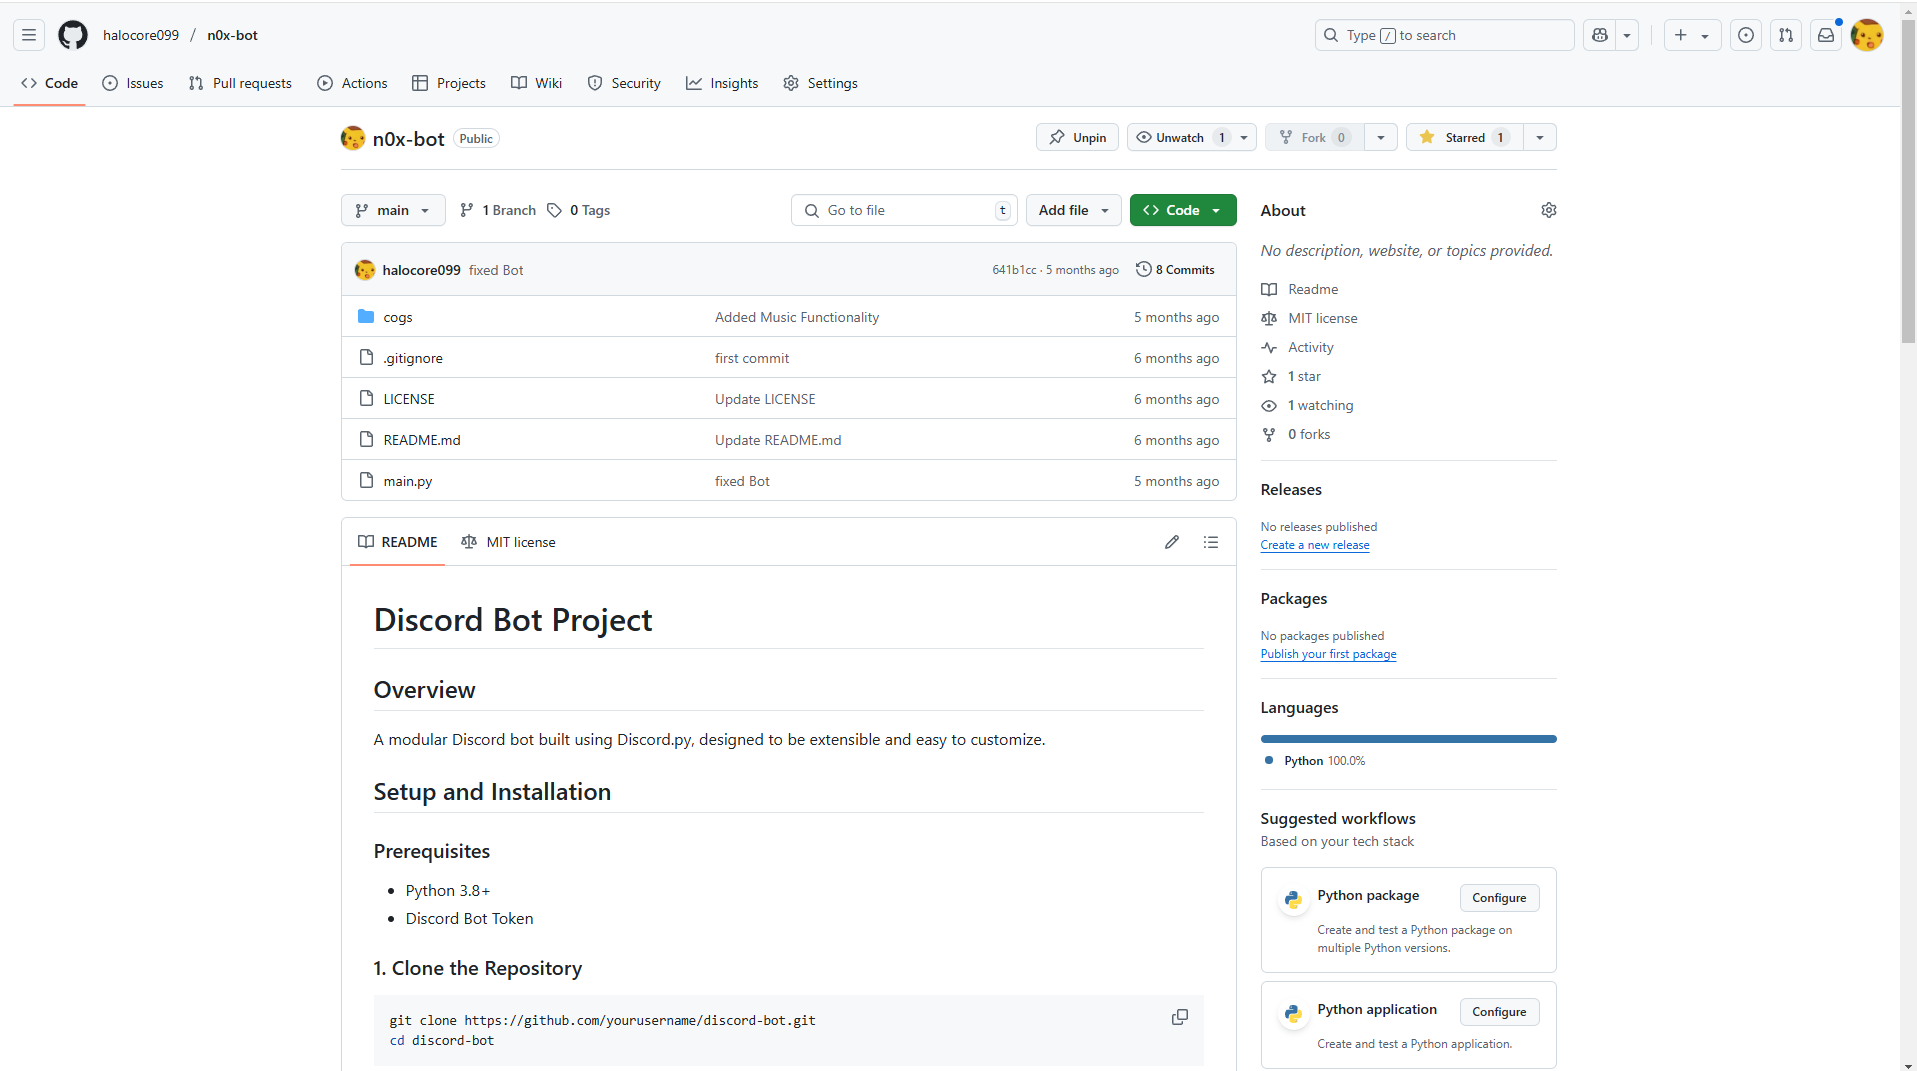 halocore099 / n0x-bot
Type / to search
Code
Issues
Pull requests
Actions
Projects
Wiki
Security
Insights
Settings
n0x-bot Public
Unpin
Unwatch 1
Fork 0
Starred 1
main
1 Branch
0 Tags
Go to file t
Add file
Code
halocore099 fixed Bot 641b1cc · 5 months ago 8 Commits
cogs Added Music Functionality 5 months ago
.gitignore first commit 6 months ago
LICENSE Update LICENSE 6 months ago
README.md Update README.md 6 months ago
main.py fixed Bot 5 months ago
README
MIT license
Discord Bot Project
Overview
A modular Discord bot built using Discord.py, designed to be extensible and easy to customize.
Setup and Installation
Prerequisites
Python 3.8+
Discord Bot Token
1. Clone the Repository
git clone https://github.com/yourusername/discord-bot.git
cd discord-bot
About
No description, website, or topics provided.
Readme
MIT license
Activity
1 star
1 watching
0 forks
Releases
No releases published
Create a new release
Packages
No packages published
Publish your first package
Languages
Python 100.0%
Suggested workflows
Based on your tech stack
Python package
Configure
Create and test a Python package on
multiple Python versions.
Python application
Configure
Create and test a Python application.